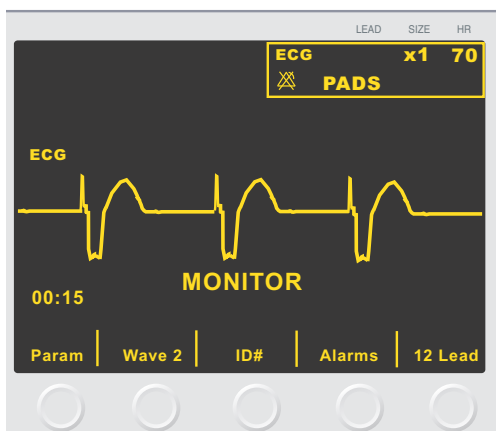 LEAD SIZE HR
ECG x1 70
PADS
ECG
MONITOR
00:15
Param Wave 2 ID# Alarms 12 Lead